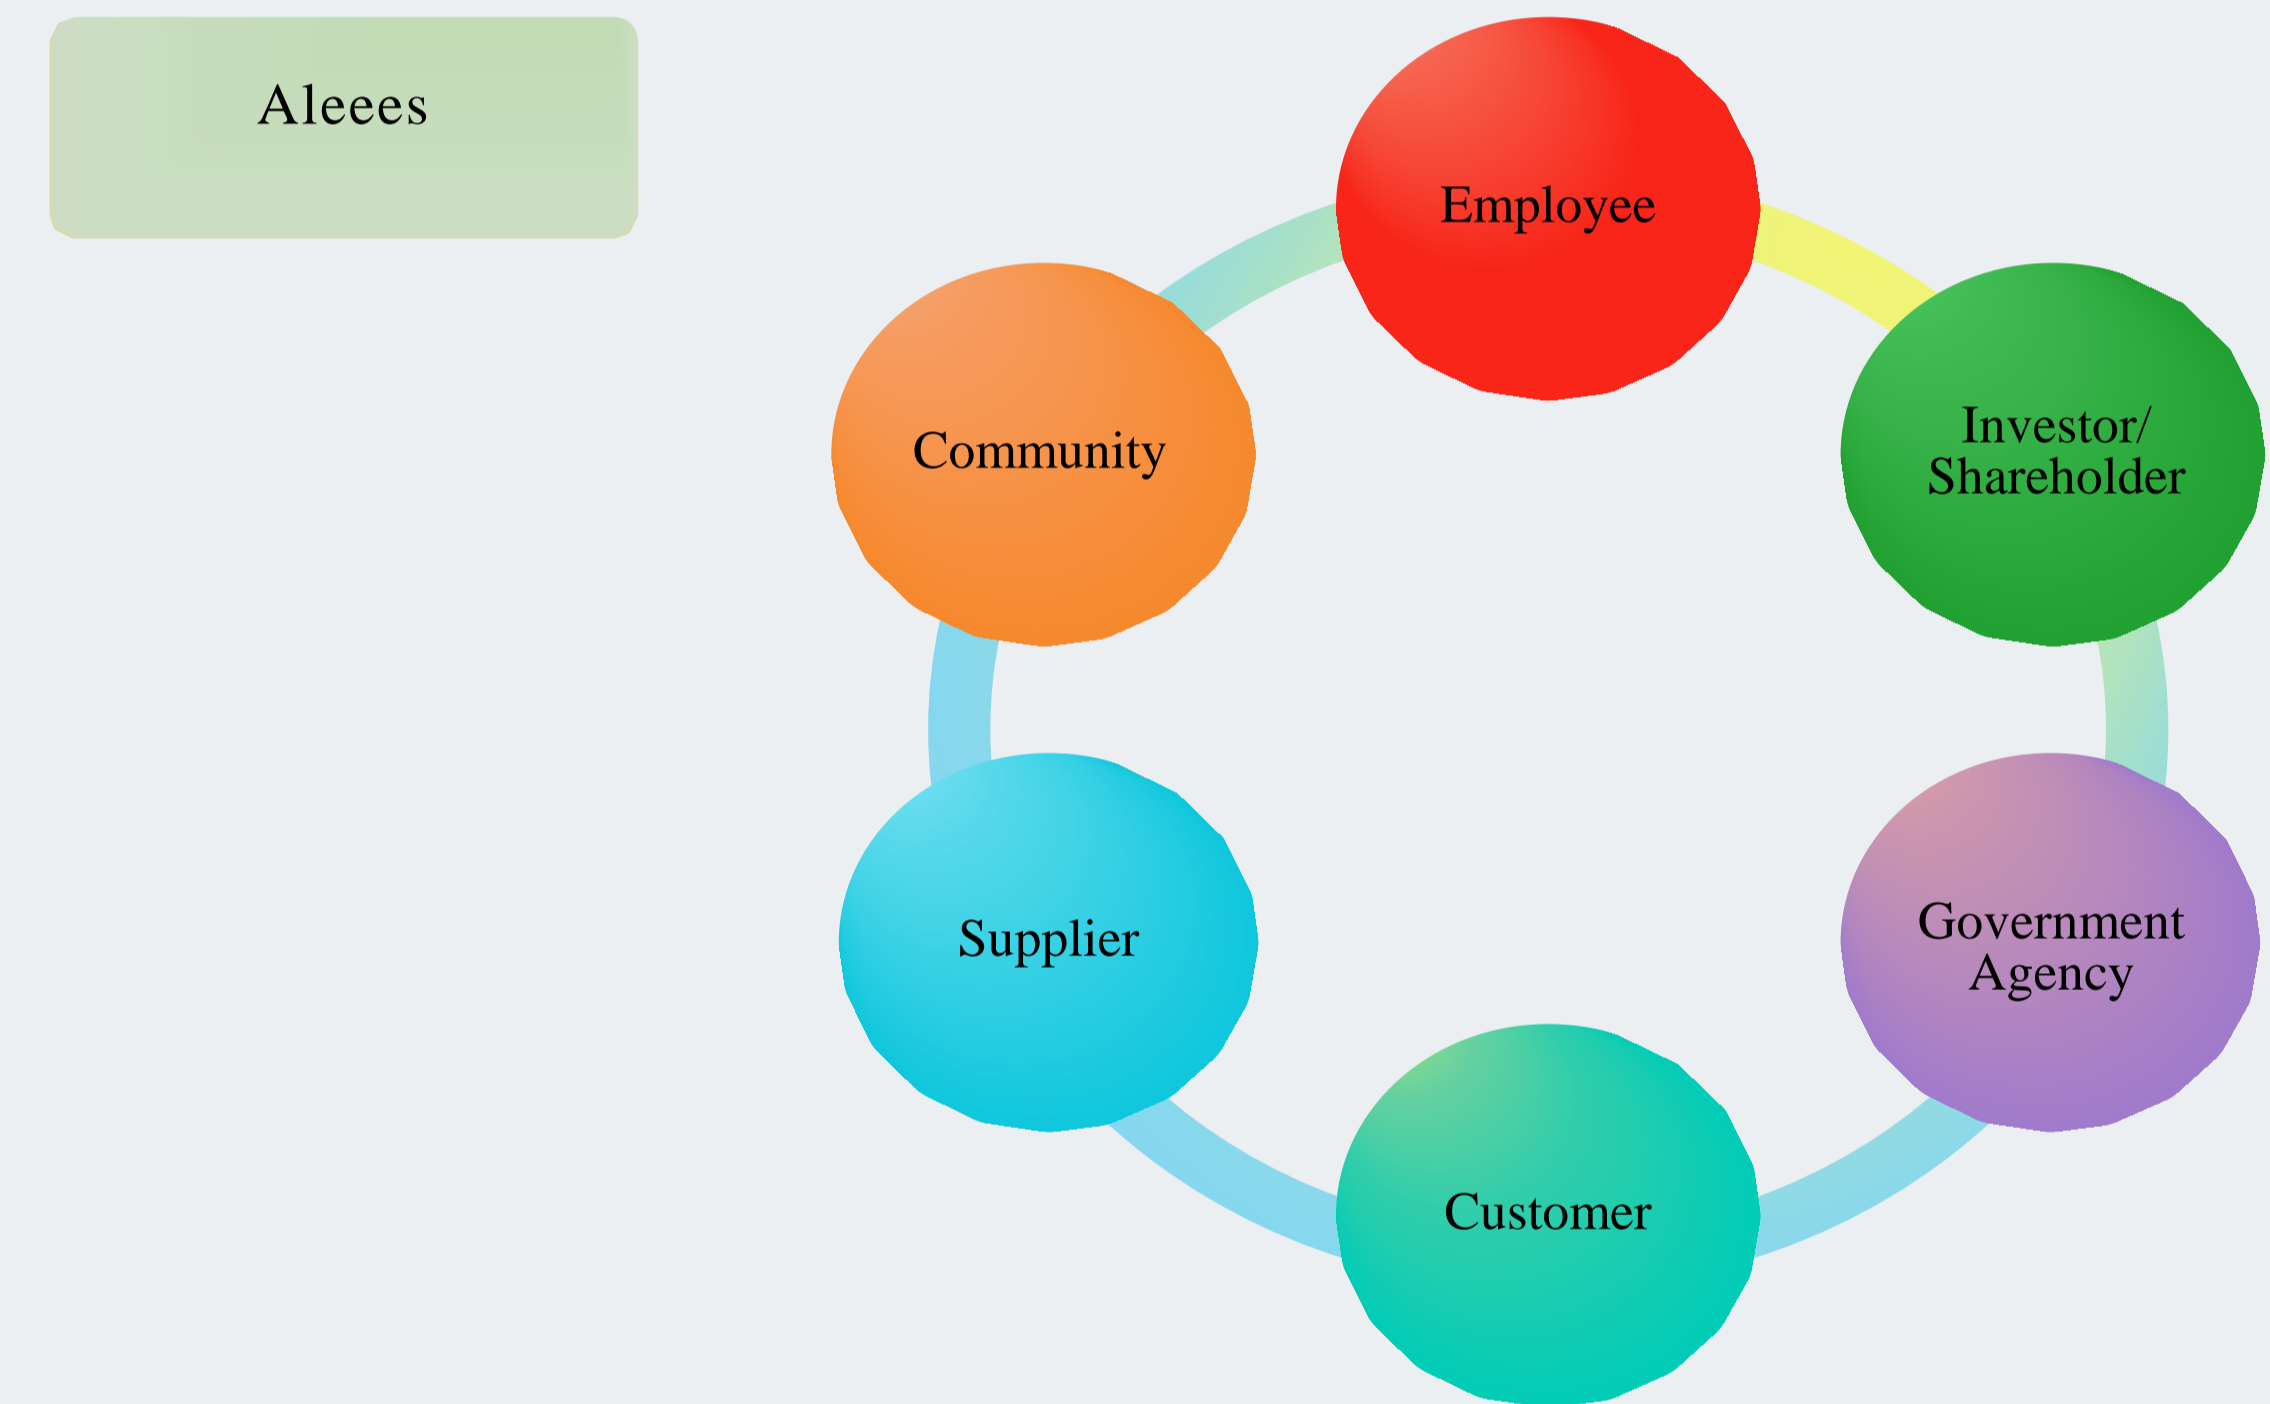 Aleees
Employee
Community
Investor/
Shareholder
Supplier
Government
Agency
Customer